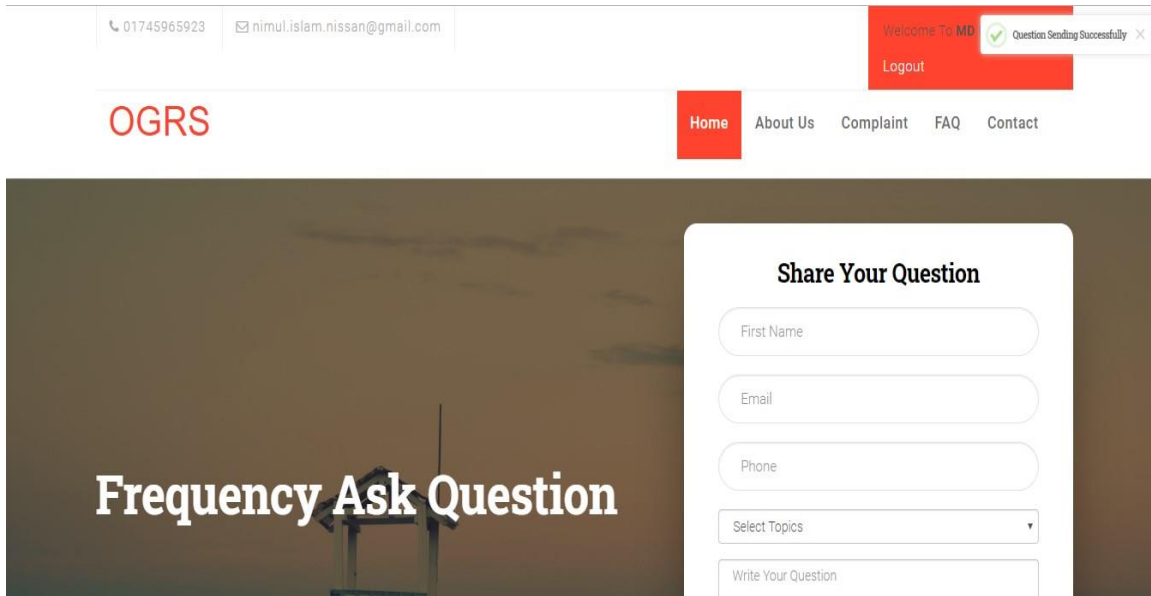 01745965923 nimul.islam.nissan@gmail.com
Welcome To MD
Question Sending Successfully
Logout
OGRS
Home About Us Complaint FAQ Contact
Share Your Question
First Name
Email
Phone
Frequency Ask Question
Select Topics
Write Your Question